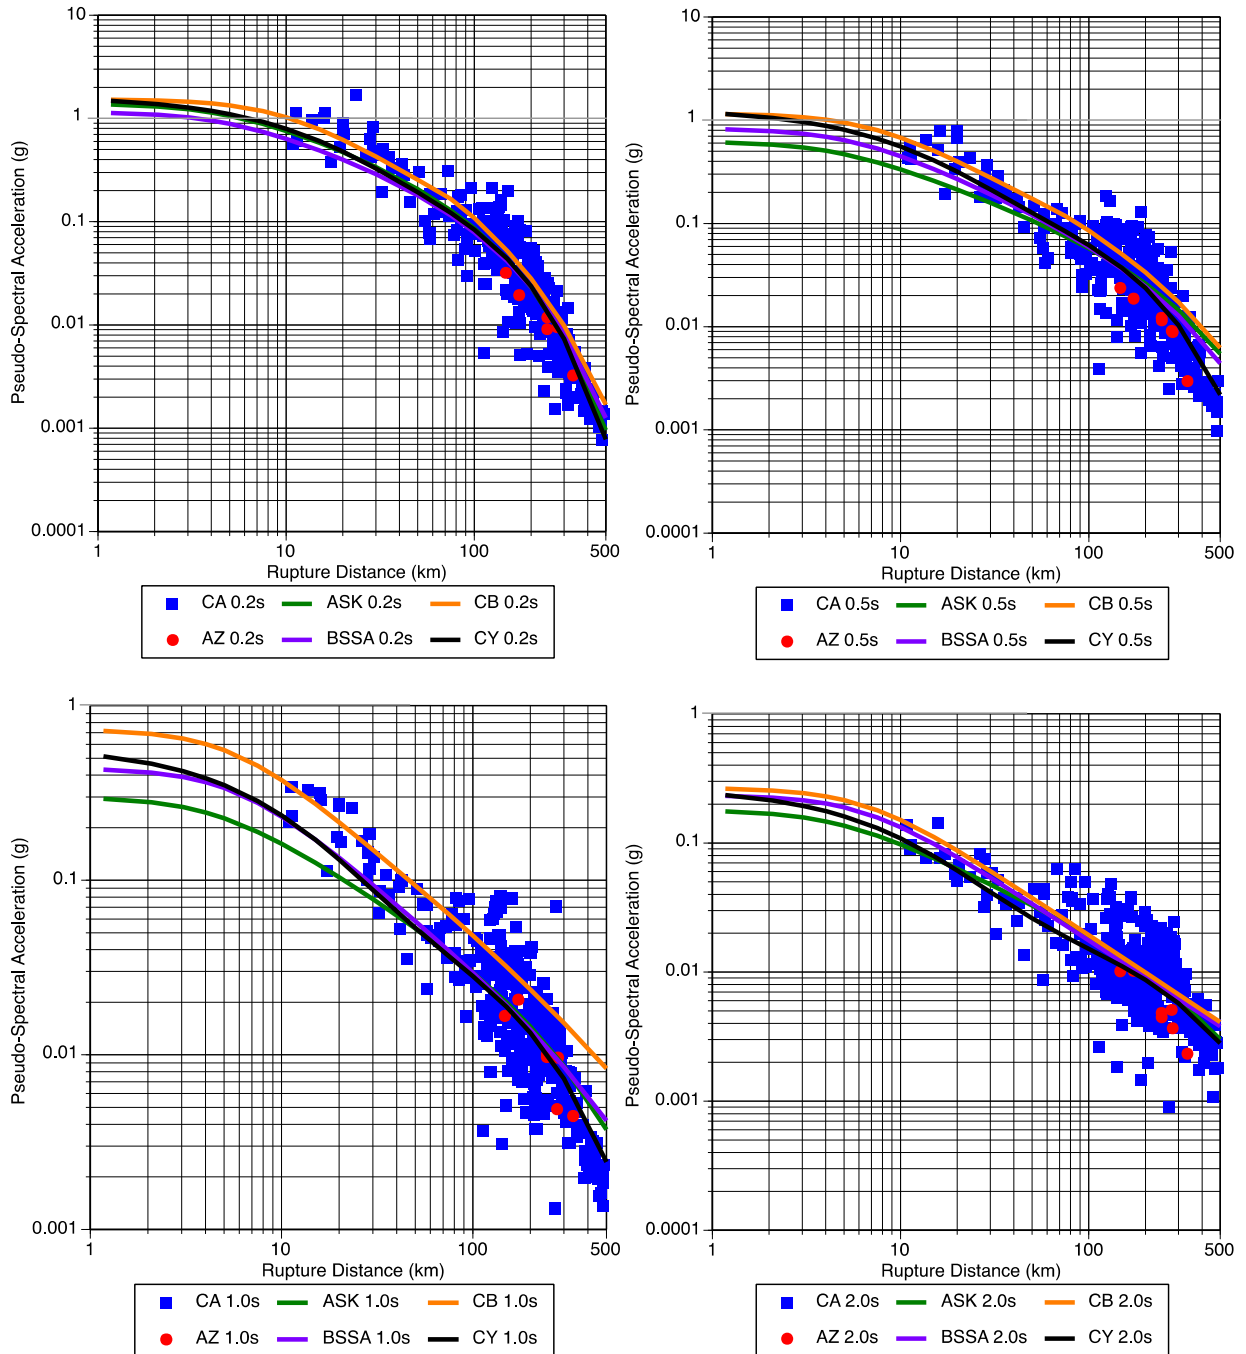 10
1
0.1
0.01
0.001
0.0001
Pseudo-Spectral Acceleration (g)
1
10
100
500
Rupture Distance (km)
CA 0.2s
ASK 0.2s
CB 0.2s
AZ 0.2s
BSSA 0.2s
CY 0.2s
10
1
0.1
0.01
0.001
0.0001
Pseudo-Spectral Acceleration (g)
1
10
100
500
Rupture Distance (km)
CA 0.5s
ASK 0.5s
CB 0.5s
AZ 0.5s
BSSA 0.5s
CY 0.5s
1
0.1
0.01
0.001
Pseudo-Spectral Acceleration (g)
1
10
100
500
Rupture Distance (km)
CA 1.0s
ASK 1.0s
CB 1.0s
AZ 1.0s
BSSA 1.0s
CY 1.0s
1
0.1
0.01
0.001
0.0001
Pseudo-Spectral Acceleration (g)
1
10
100
500
Rupture Distance (km)
CA 2.0s
ASK 2.0s
CB 2.0s
AZ 2.0s
BSSA 2.0s
CY 2.0s